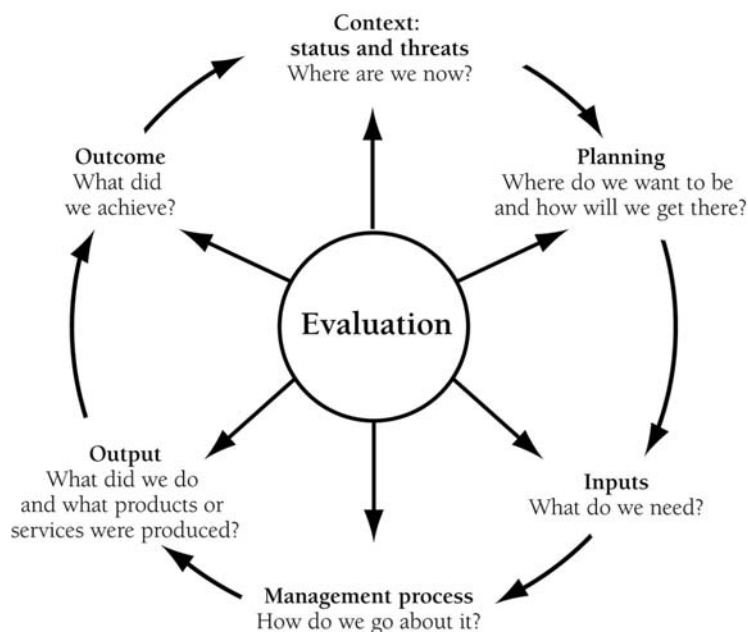 Context:
status and threats
Where are we now?
Planning
Where do we want to be
and how will we get there?
Inputs
What do we need?
Management process
How do we go about it?
Output
What did we do
and what products or
services were produced?
Outcome
What did
we achieve?
Evaluation